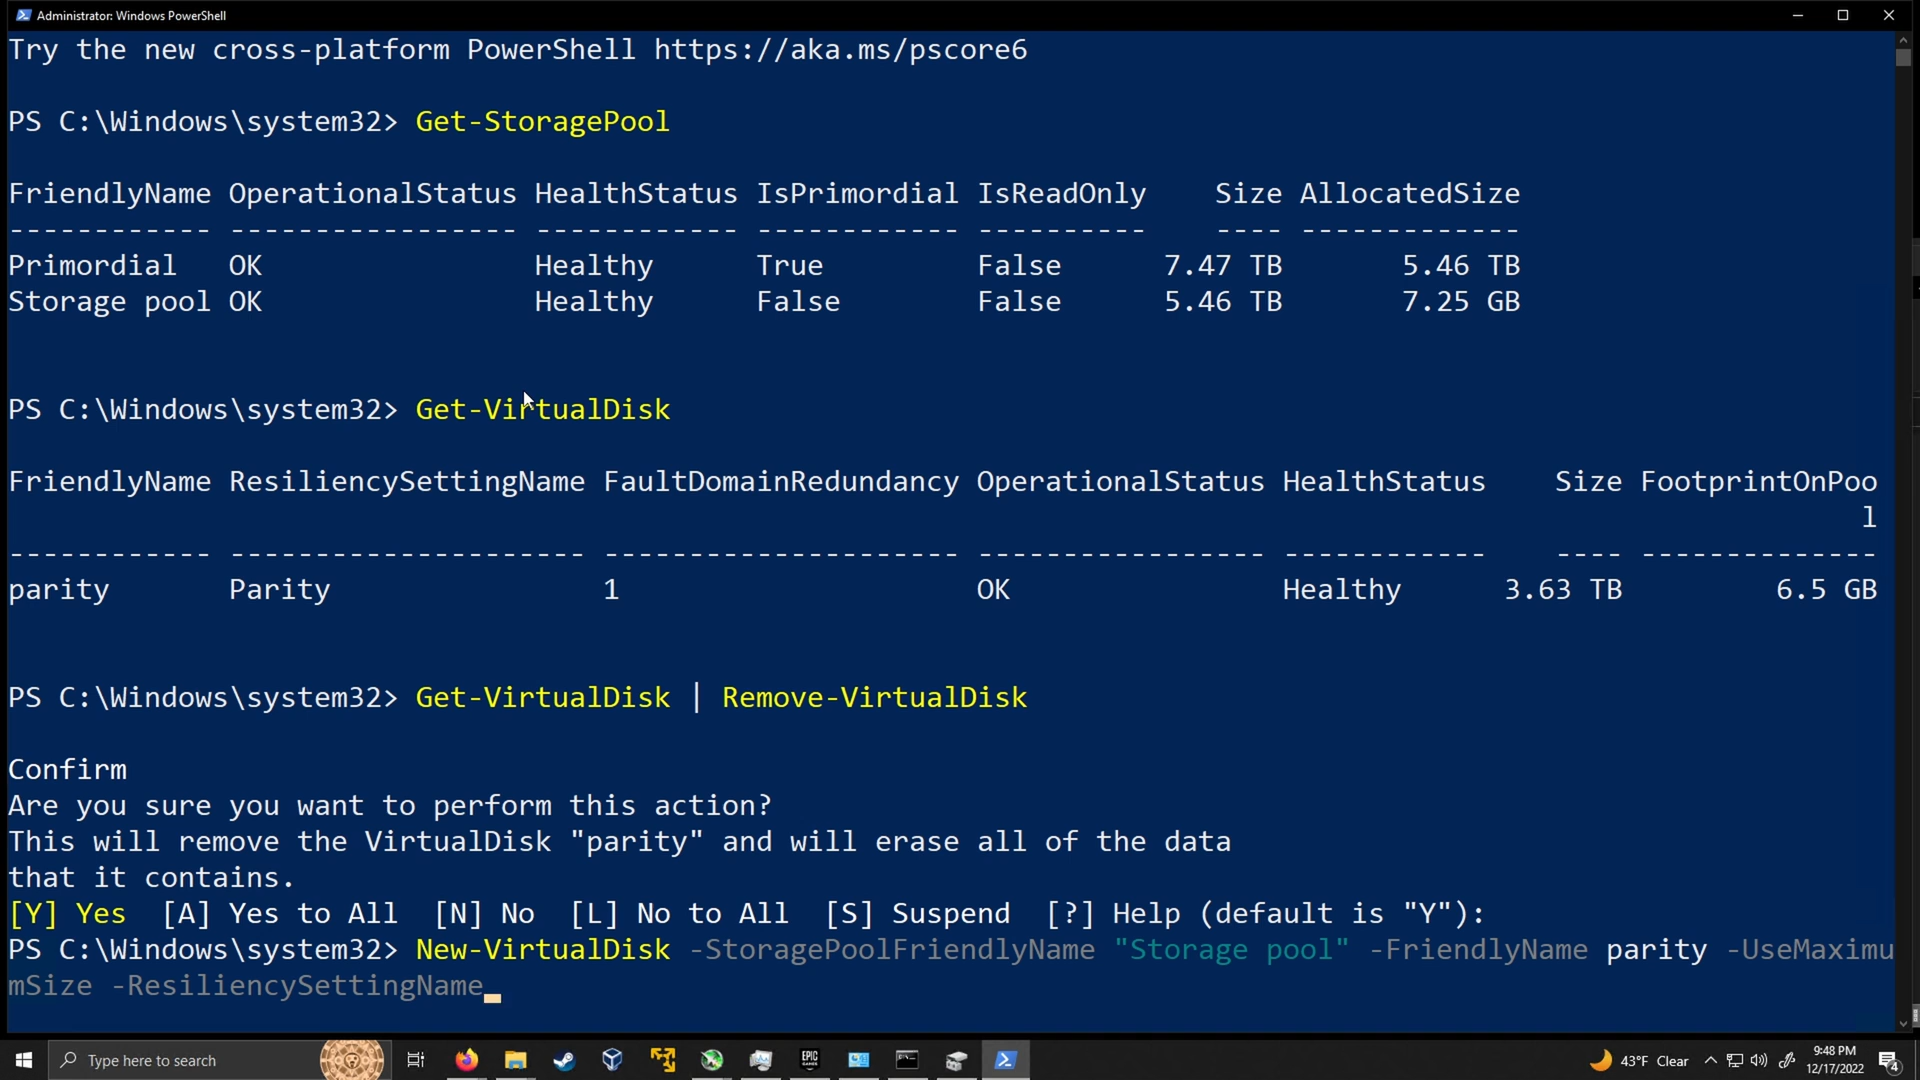 Administrator: Windows PowerShell
Try the new cross-platform PowerShell https://aka.ms/pscore6
PS C:\Windows\system32> Get-StoragePool
FriendlyName OperationalStatus HealthStatus IsPrimordial IsReadOnly    Size AllocatedSize
------------ ----------------- ------------ ------------ ----------    ---- -------------
Primordial   OK                Healthy      True         False      7.47 TB       5.46 TB
Storage pool OK                Healthy      False        False      5.46 TB       7.25 GB
PS C:\Windows\system32> Get-VirtualDisk
FriendlyName ResiliencySettingName FaultDomainRedundancy OperationalStatus HealthStatus    Size FootprintOnPoo
l
------------ --------------------- --------------------- ----------------- ------------    ---- --------------
parity       Parity                1                     OK                Healthy      3.63 TB         6.5 GB
PS C:\Windows\system32> Get-VirtualDisk | Remove-VirtualDisk
Confirm
Are you sure you want to perform this action?
This will remove the VirtualDisk "parity" and will erase all of the data
that it contains.
[Y] Yes  [A] Yes to All  [N] No  [L] No to All  [S] Suspend  [?] Help (default is "Y"):
PS C:\Windows\system32> New-VirtualDisk -StoragePoolFriendlyName "Storage pool" -FriendlyName parity -UseMaximu
mSize -ResiliencySettingName
Type here to search
EPIC GAMES
43°F Clear
9:48 PM
12/17/2022
4